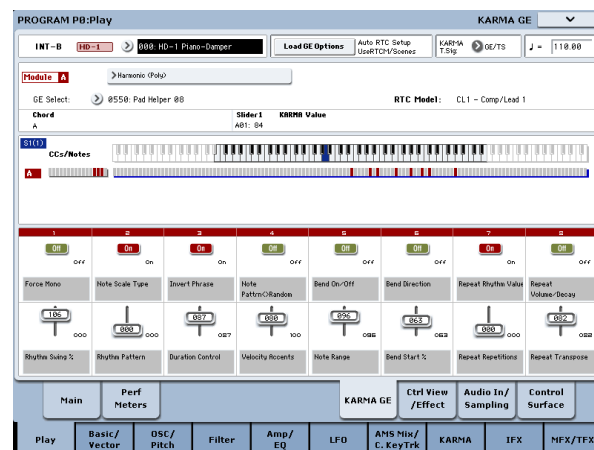 PROGRAM P0:Play KARMA GE
INT-B HD-1 000: HD-1 Piano-Damper Load GE Options Auto RTC Setup UseRTCM/Scenes KARMA T.Sig: GE/TS ♩= 110.00
Module A >Harmonic (Poly)
GE Select: 0550: Pad Helper 08 RTC Model: CL1 - Comp/Lead 1
Chord Slider1 KARMA Value
A A01: 84
S1(1)
CCs/Notes
A
1 2 3 4 5 6 7 8
Off On On Off Off Off On Off
Off On On Off Off Off On Off
Force Mono Note Scale Type Invert Phrase Note Pattrn<>Random Bend On/Off Bend Direction Repeat Rhythm Value Repeat Volume/Decay
106 000 087 080 096 063 000 082
000 000 087 100 096 063 000 082
Rhythm Swing % Rhythm Pattern Duration Control Velocity Accents Note Range Bend Start % Repeat Repetitions Repeat Transpose
Main Perf Meters KARMA GE Ctrl View /Effect Audio In/ Sampling Control Surface
Play Basic/ Vector OSC/ Pitch Filter Amp/ EQ LFO AMS Mix/ C. KeyTrk KARMA IFX MFX/TFX